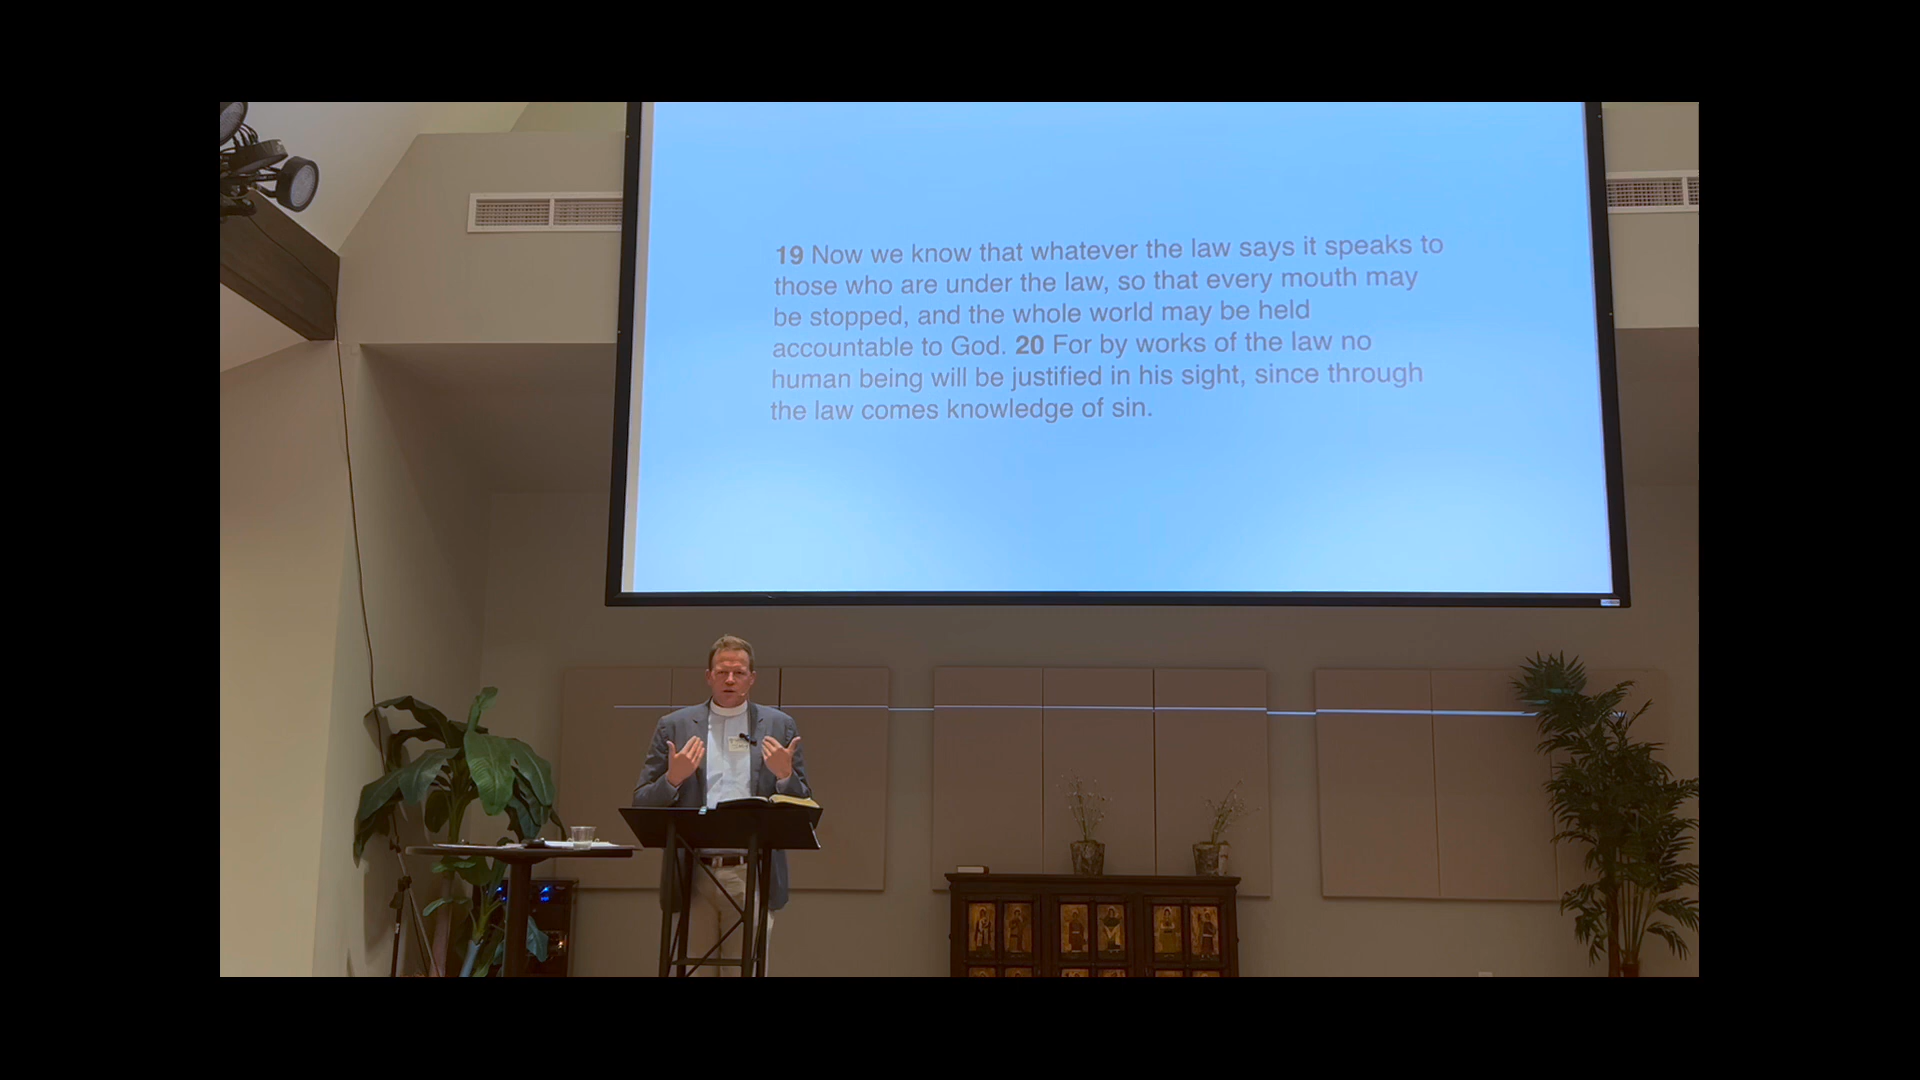 19 Now we know that whatever the law says it speaks to
those who are under the law, so that every mouth may
be stopped, and the whole world may be held
accountable to God. 20 For by works of the law no
human being will be justified in his sight, since through
the law comes knowledge of sin.